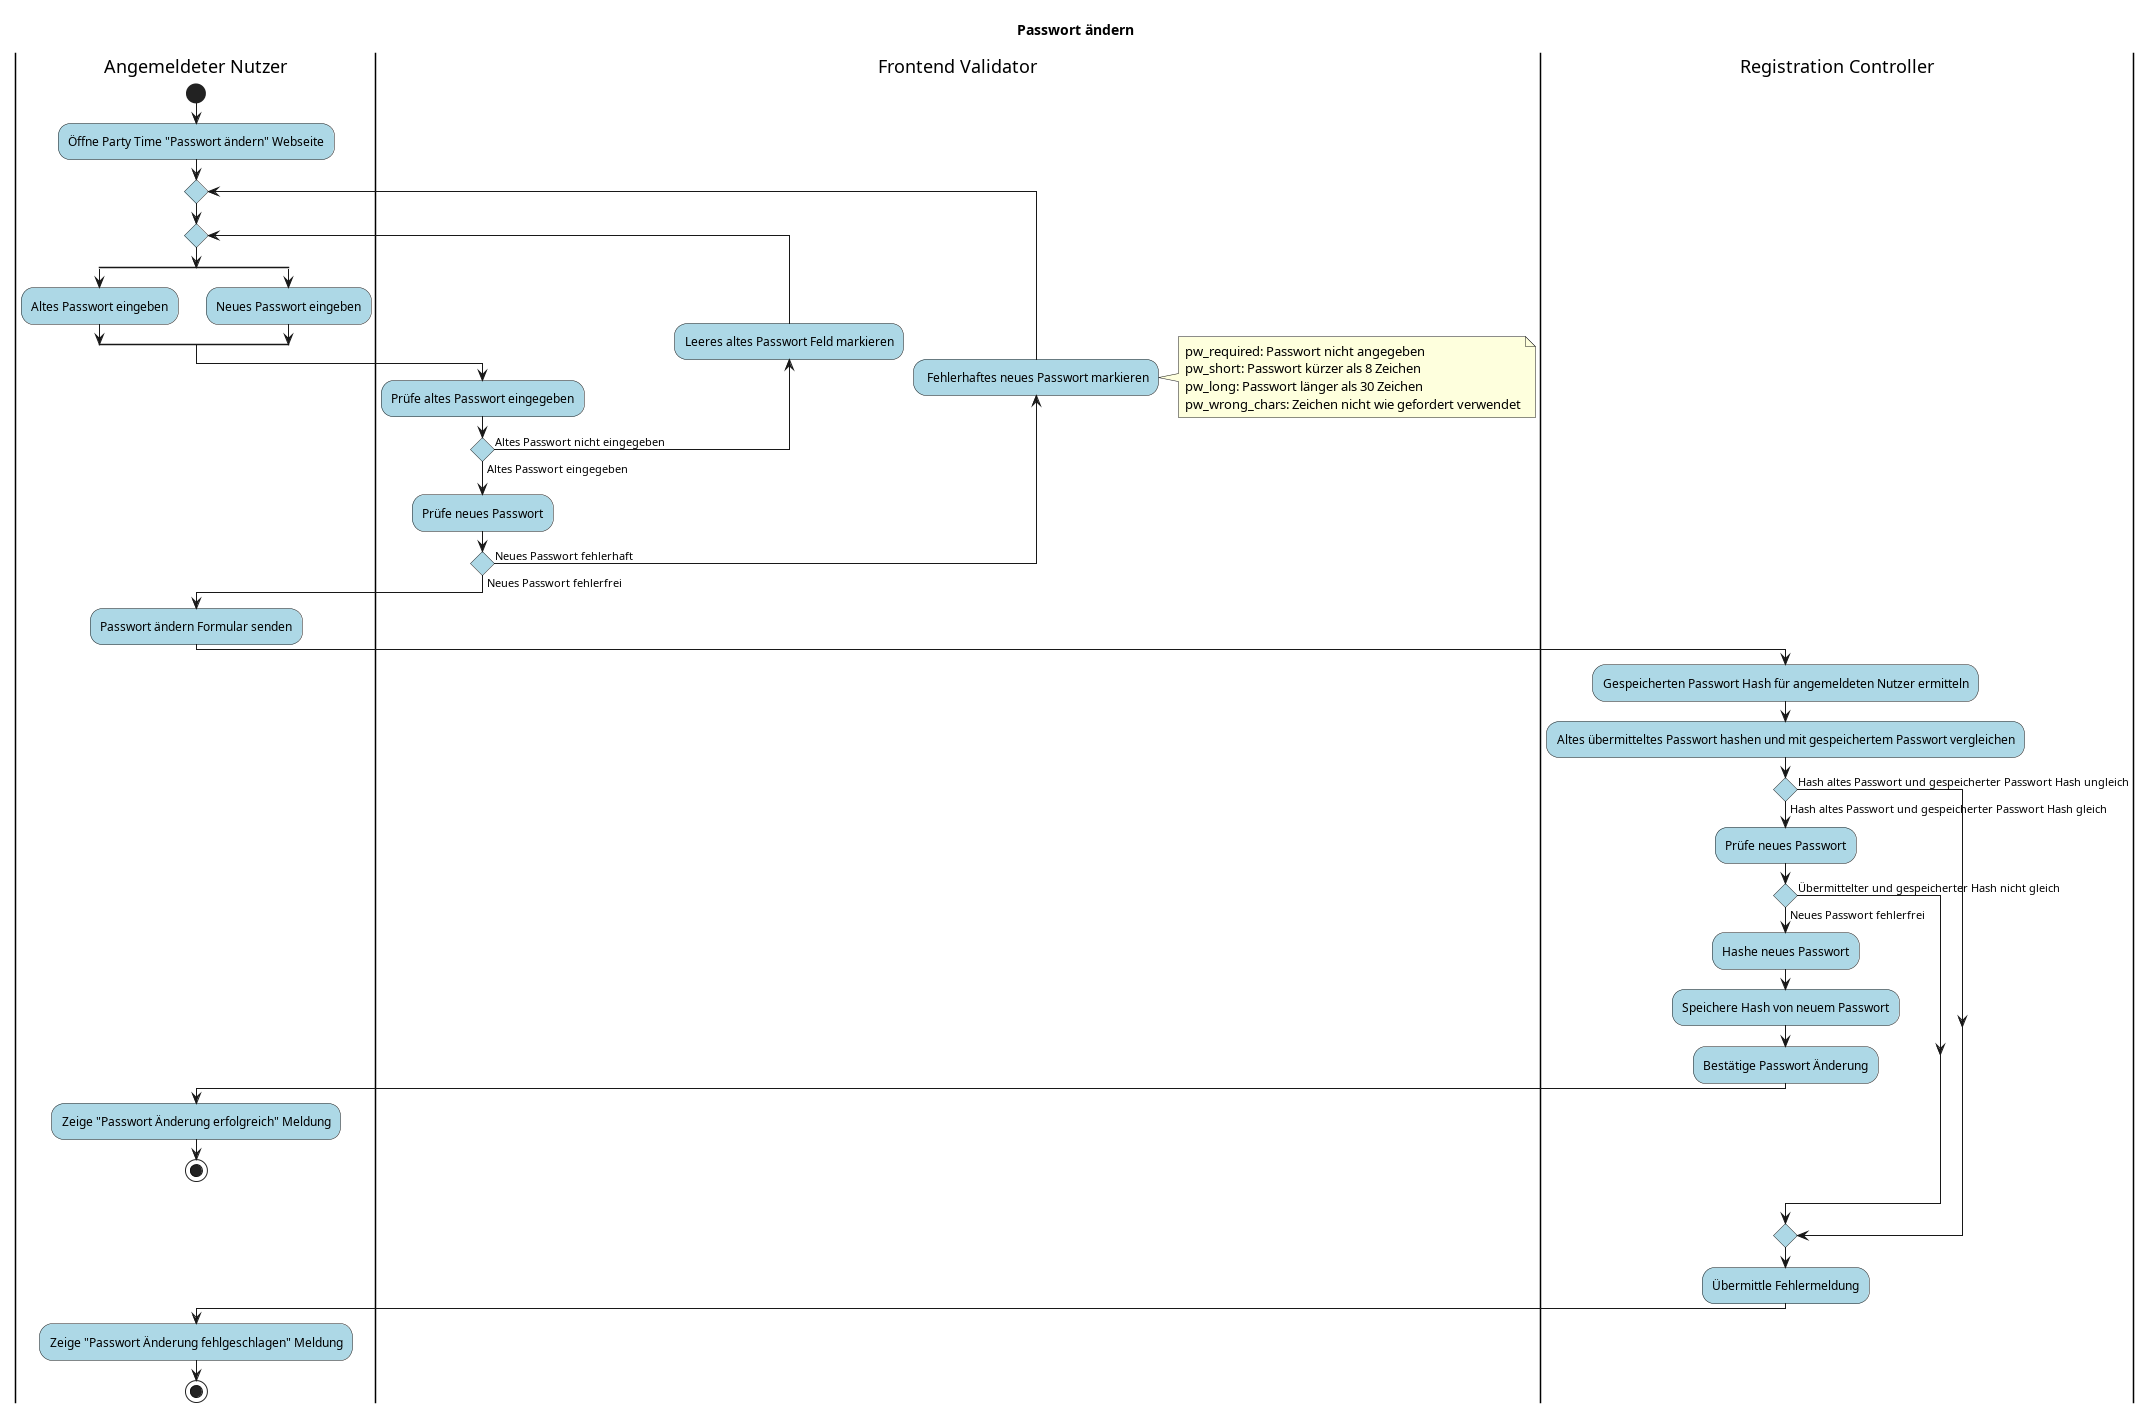 Passwort ändern
Angemeldeter Nutzer
Frontend Validator
Registration Controller
Öffne Party Time "Passwort ändern" Webseite
Altes Passwort eingeben
Neues Passwort eingeben
Leeres altes Passwort Feld markieren
Fehlerhaftes neues Passwort markieren
pw_required: Passwort nicht angegeben
pw_short: Passwort kürzer als 8 Zeichen
pw_long: Passwort länger als 30 Zeichen
pw_wrong_chars: Zeichen nicht wie gefordert verwendet
Prüfe altes Passwort eingegeben
Altes Passwort nicht eingegeben
Altes Passwort eingegeben
Prüfe neues Passwort
Neues Passwort fehlerhaft
Neues Passwort fehlerfrei
Passwort ändern Formular senden
Gespeicherten Passwort Hash für angemeldeten Nutzer ermitteln
Altes übermitteltes Passwort hashen und mit gespeichertem Passwort vergleichen
Hash altes Passwort und gespeicherter Passwort Hash ungleich
Hash altes Passwort und gespeicherter Passwort Hash gleich
Prüfe neues Passwort
Übermittelter und gespeicherter Hash nicht gleich
Neues Passwort fehlerfrei
Hashe neues Passwort
Speichere Hash von neuem Passwort
Bestätige Passwort Änderung
Zeige "Passwort Änderung erfolgreich" Meldung
Übermittle Fehlermeldung
Zeige "Passwort Änderung fehlgeschlagen" Meldung